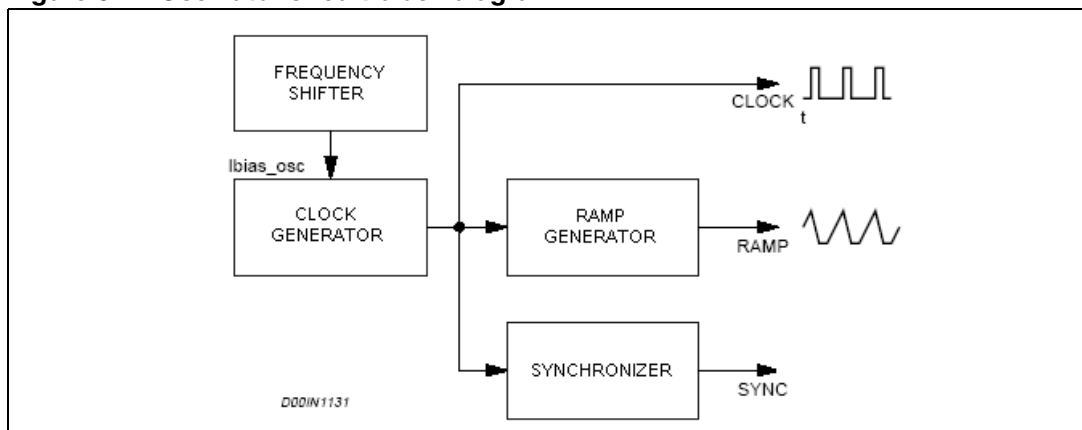 FREQUENCY
SHIFTER
CLOCK
t
Ibias_osc
CLOCK
GENERATOR
RAMP
GENERATOR
RAMP
SYNCHRONIZER
SYNC
D00IN1131